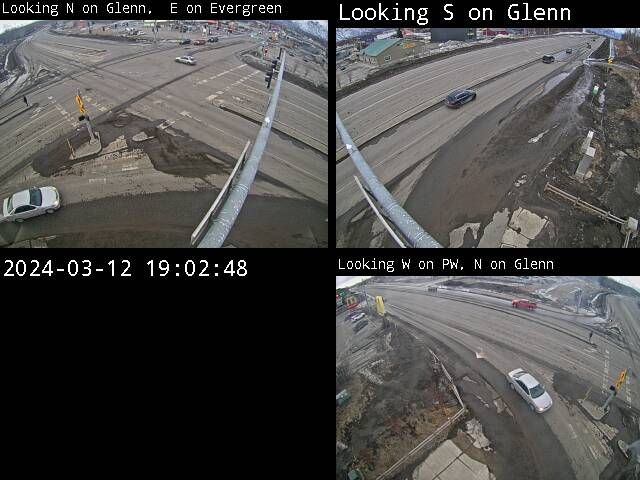 Looking N on Glenn, E on Evergreen
Looking S on Glenn
2024-03-12 19:02:48
Looking W on PW, N on Glenn